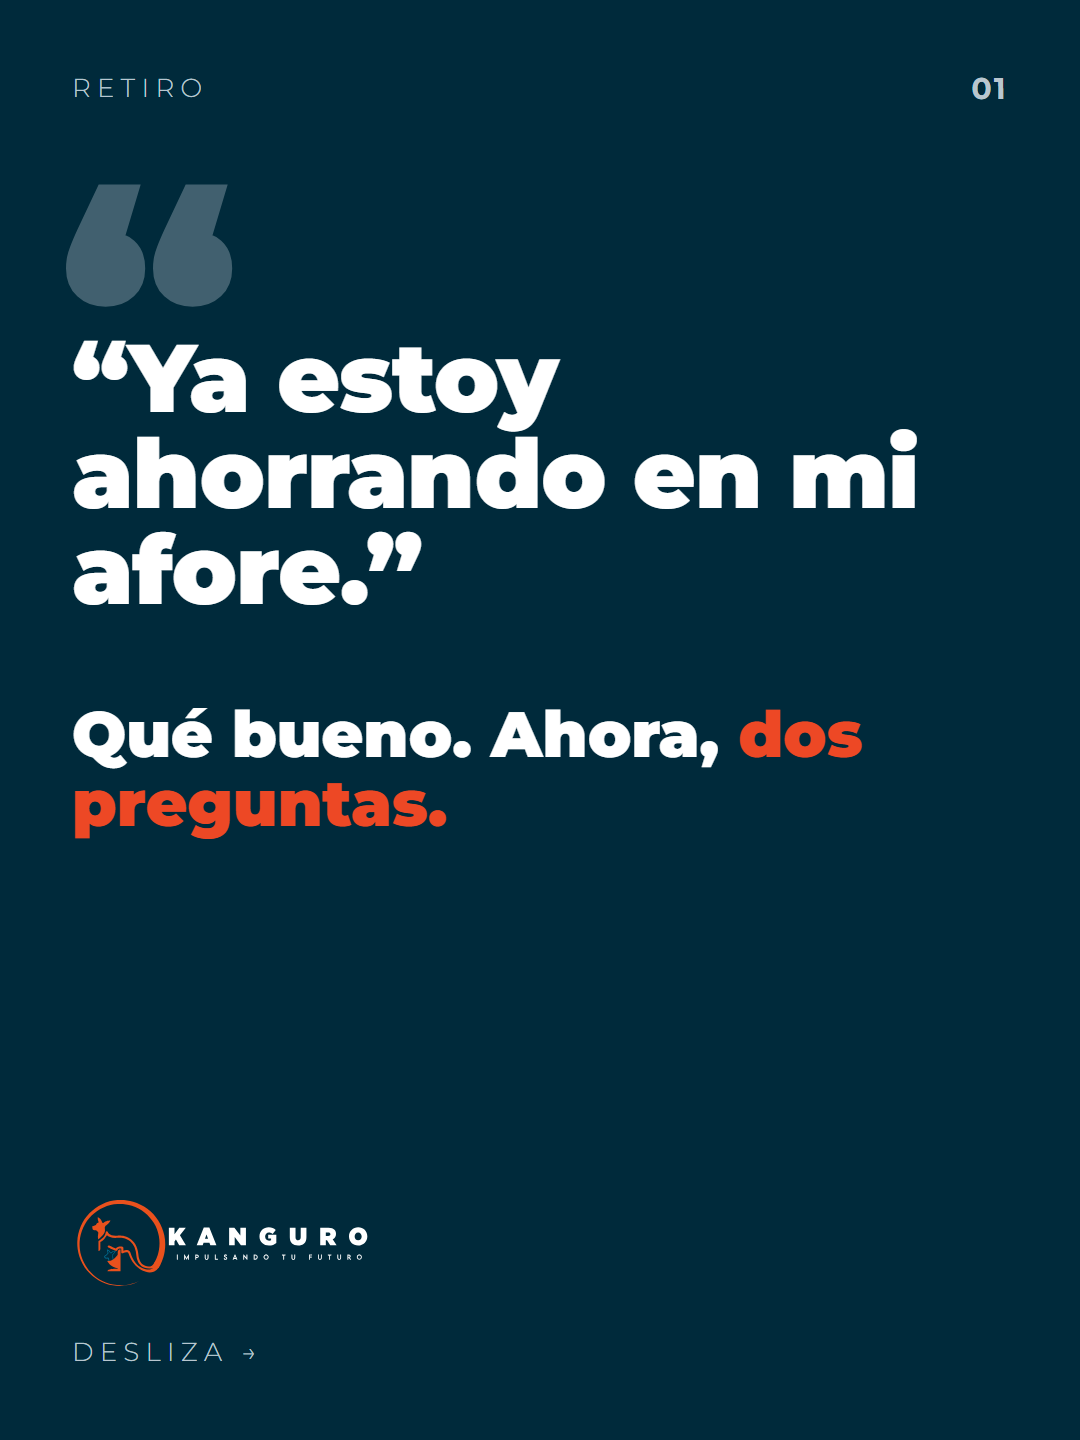 RETIRO
01
“
“Ya estoy
ahorrando en mi
afore.”
Qué bueno. Ahora, dos
preguntas.
KANGURO
IMPULSANDO TU FUTURO
DESLIZA →